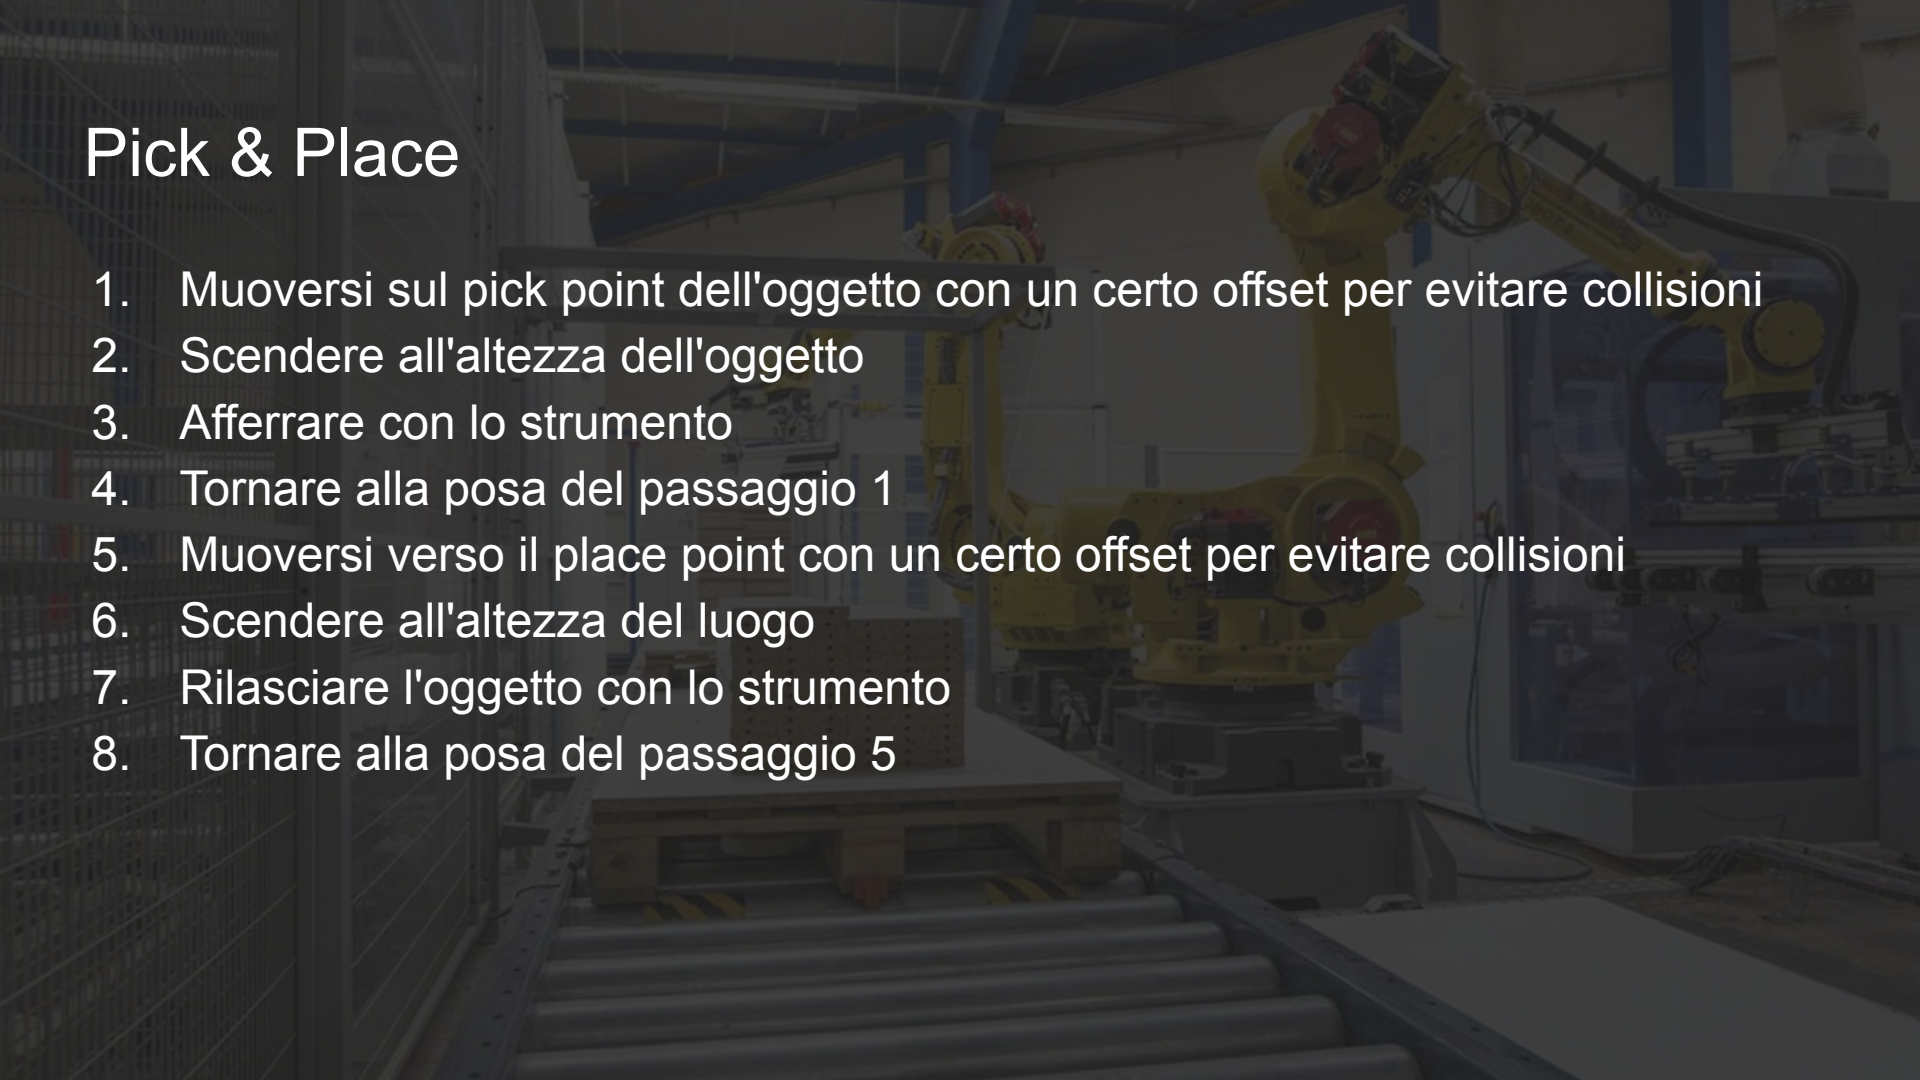 Pick & Place
1. Muoversi sul pick point dell'oggetto con un certo offset per evitare collisioni
2. Scendere all'altezza dell'oggetto
3. Afferrare con lo strumento
4. Tornare alla posa del passaggio 1
5. Muoversi verso il place point con un certo offset per evitare collisioni
6. Scendere all'altezza del luogo
7. Rilasciare l'oggetto con lo strumento
8. Tornare alla posa del passaggio 5